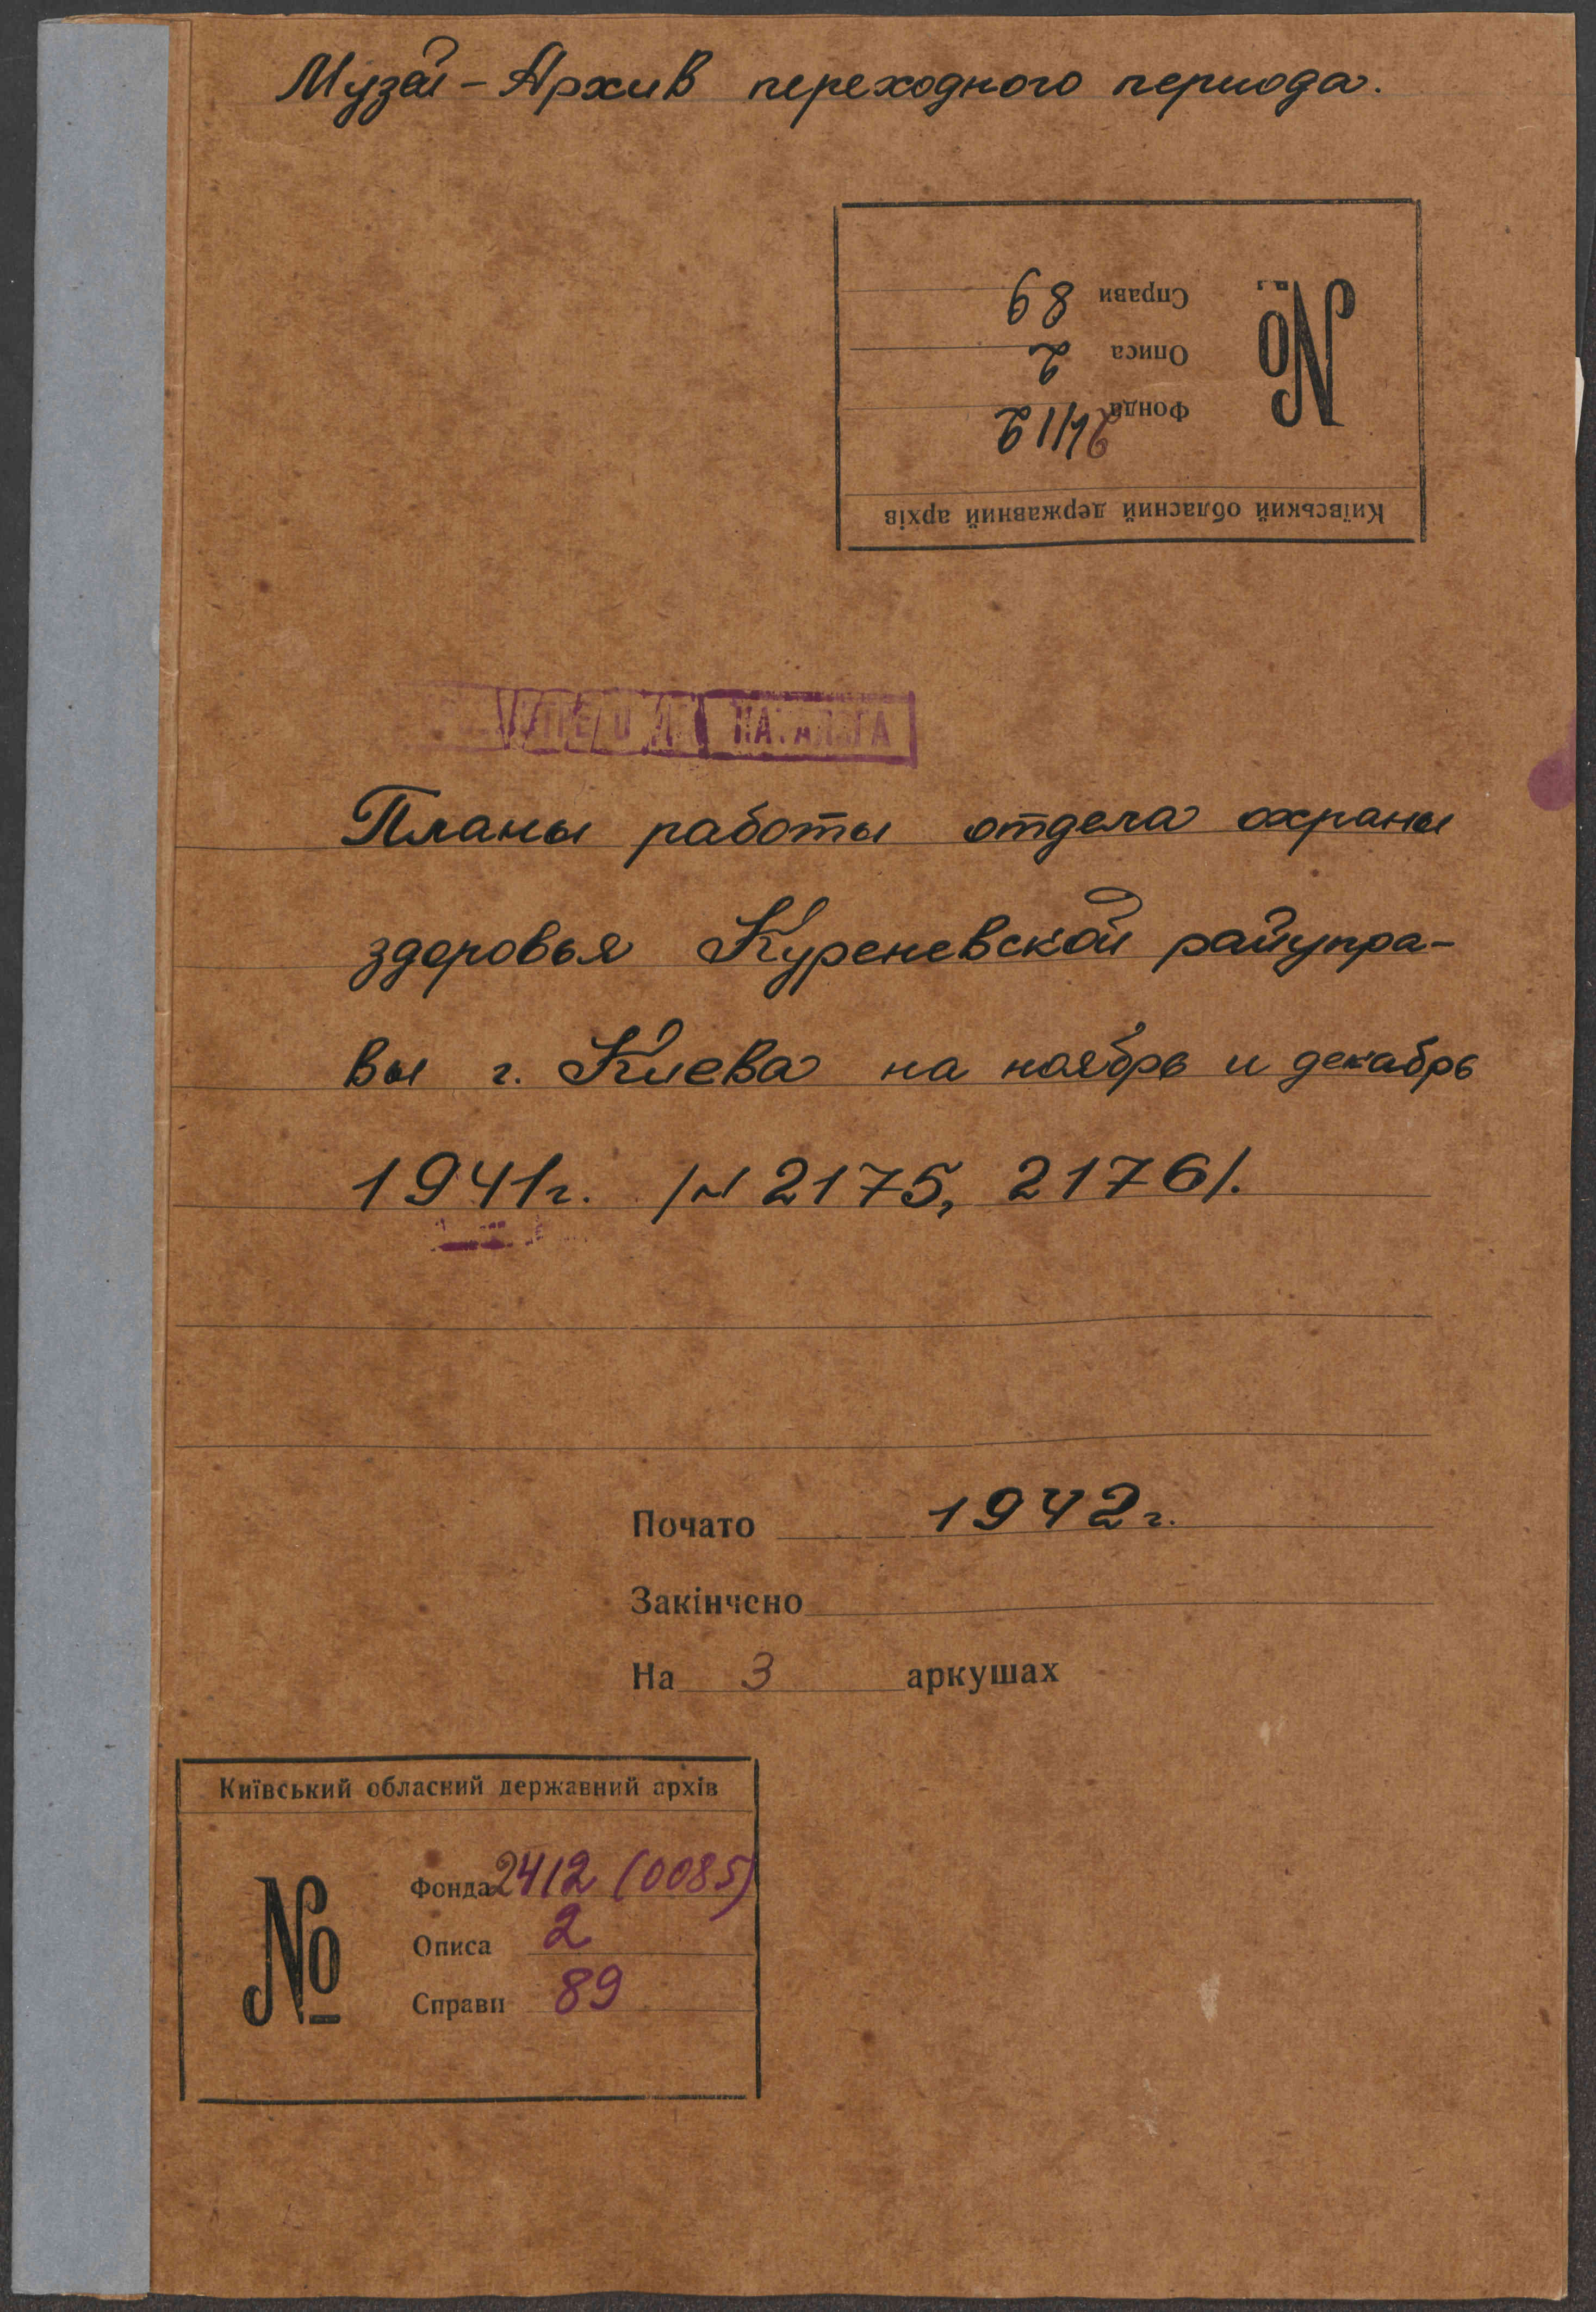 Музей-Архив переходного периода.
Київський обласний державний архів
№
Фонда 2412
Описа 2
Справи 89
Планы работы отдела охраны
здоровья Куреневской райупра-
вы г. Киева на ноябрь и декабрь
1941г. /№ 2175, 2176/.
Почато 1942г.
Закінчено
На 3 аркушах
Київський обласний державний архів
№
Фонда 2412 (0085)
Описа 2
Справи 89